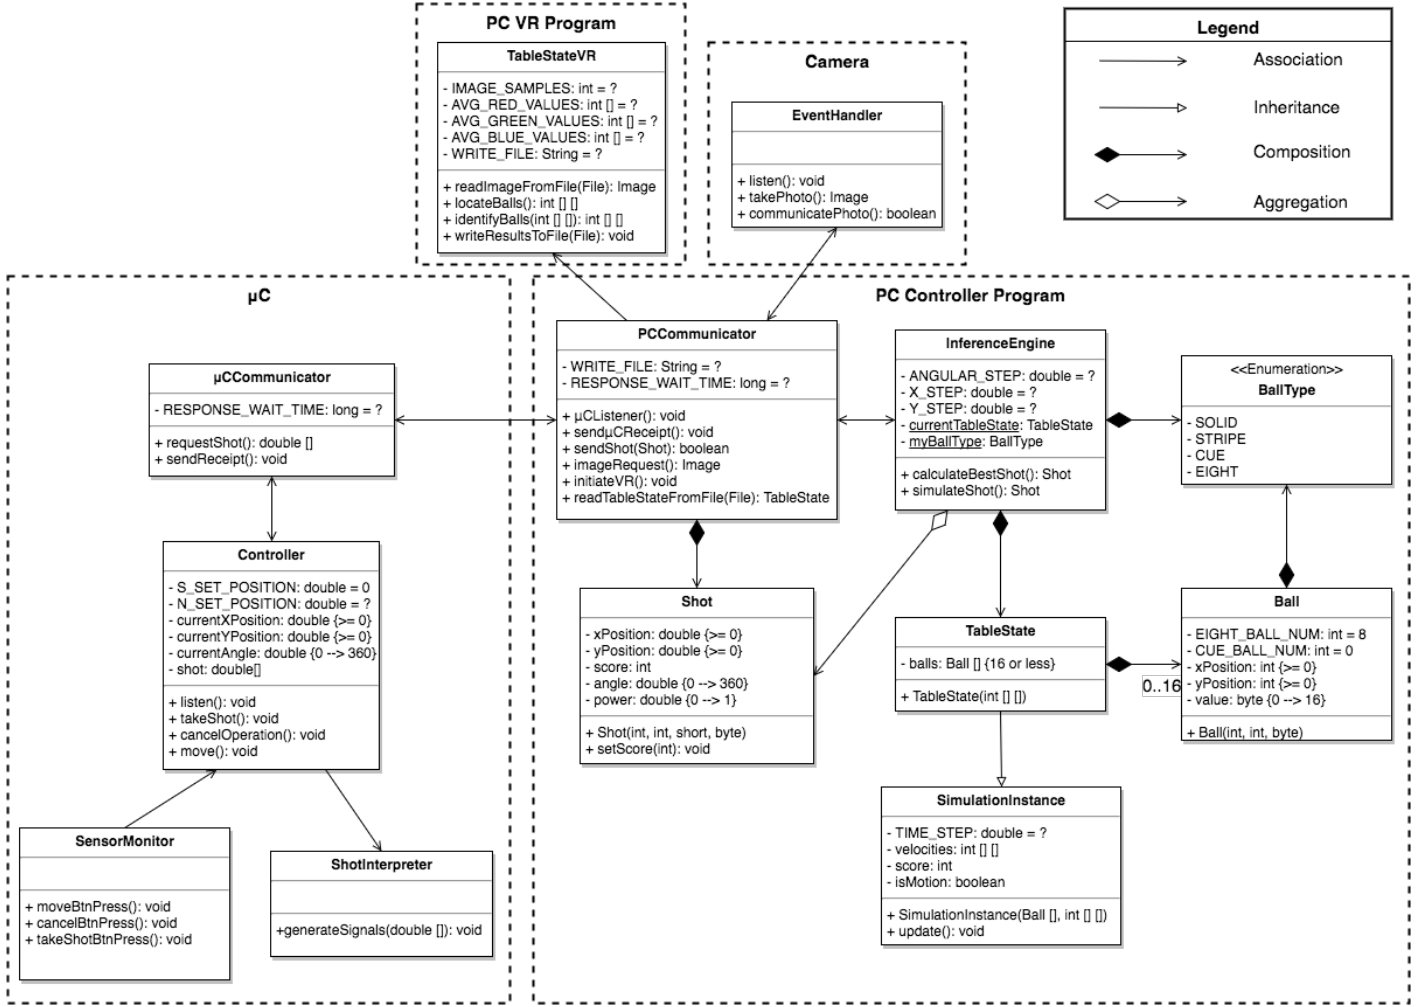 PC VR Program
TableStateVR
- IMAGE_SAMPLES: int = ?
- AVG_RED_VALUES: int [] = ?
- AVG_GREEN_VALUES: int [] = ?
- AVG_BLUE_VALUES: int [] = ?
- WRITE_FILE: String = ?
+ readImageFromFile(File): Image
+ locateBalls(): int [] []
+ identifyBalls(int [] []): int [] []
+ writeResultsToFile(File): void
Camera
EventHandler
+ listen(): void
+ takePhoto(): Image
+ communicatePhoto(): boolean
Legend
Association
Inheritance
Composition
Aggregation
µC
µCCommunicator
- RESPONSE_WAIT_TIME: long = ?
+ requestShot(): double []
+ sendReceipt(): void
Controller
- S_SET_POSITION: double = 0
- N_SET_POSITION: double = ?
- currentXPosition: double {>= 0}
- currentYPosition: double {>= 0}
- currentAngle: double {0 --> 360}
- shot: double[]
+ listen(): void
+ takeShot(): void
+ cancelOperation(): void
+ move(): void
SensorMonitor
+ moveBtnPress(): void
+ cancelBtnPress(): void
+ takeShotBtnPress(): void
ShotInterpreter
+generateSignals(double []): void
PC Controller Program
PCCommunicator
- WRITE_FILE: String = ?
- RESPONSE_WAIT_TIME: long = ?
+ µCListener(): void
+ sendµCReceipt(): void
+ sendShot(Shot): boolean
+ imageRequest(): Image
+ initiateVR(): void
+ readTableStateFromFile(File): TableState
InferenceEngine
- ANGULAR_STEP: double = ?
- X_STEP: double = ?
- Y_STEP: double = ?
- currentTableState: TableState
- myBallType: BallType
+ calculateBestShot(): Shot
+ simulateShot(): Shot
<<Enumeration>>
BallType
- SOLID
- STRIPE
- CUE
- EIGHT
Shot
- xPosition: double {>= 0}
- yPosition: double {>= 0}
- score: int
- angle: double {0 --> 360}
- power: double {0 --> 1}
+ Shot(int, int, short, byte)
+ setScore(int): void
TableState
- balls: Ball [] {16 or less}
+ TableState(int [] [])
0..16
Ball
- EIGHT_BALL_NUM: int = 8
- CUE_BALL_NUM: int = 0
- xPosition: int {>= 0}
- yPosition: int {>= 0}
- value: byte {0 --> 16}
+ Ball(int, int, byte)
SimulationInstance
- TIME_STEP: double = ?
- velocities: int [] []
- score: int
- isMotion: boolean
+ SimulationInstance(Ball [], int [] [])
+ update(): void